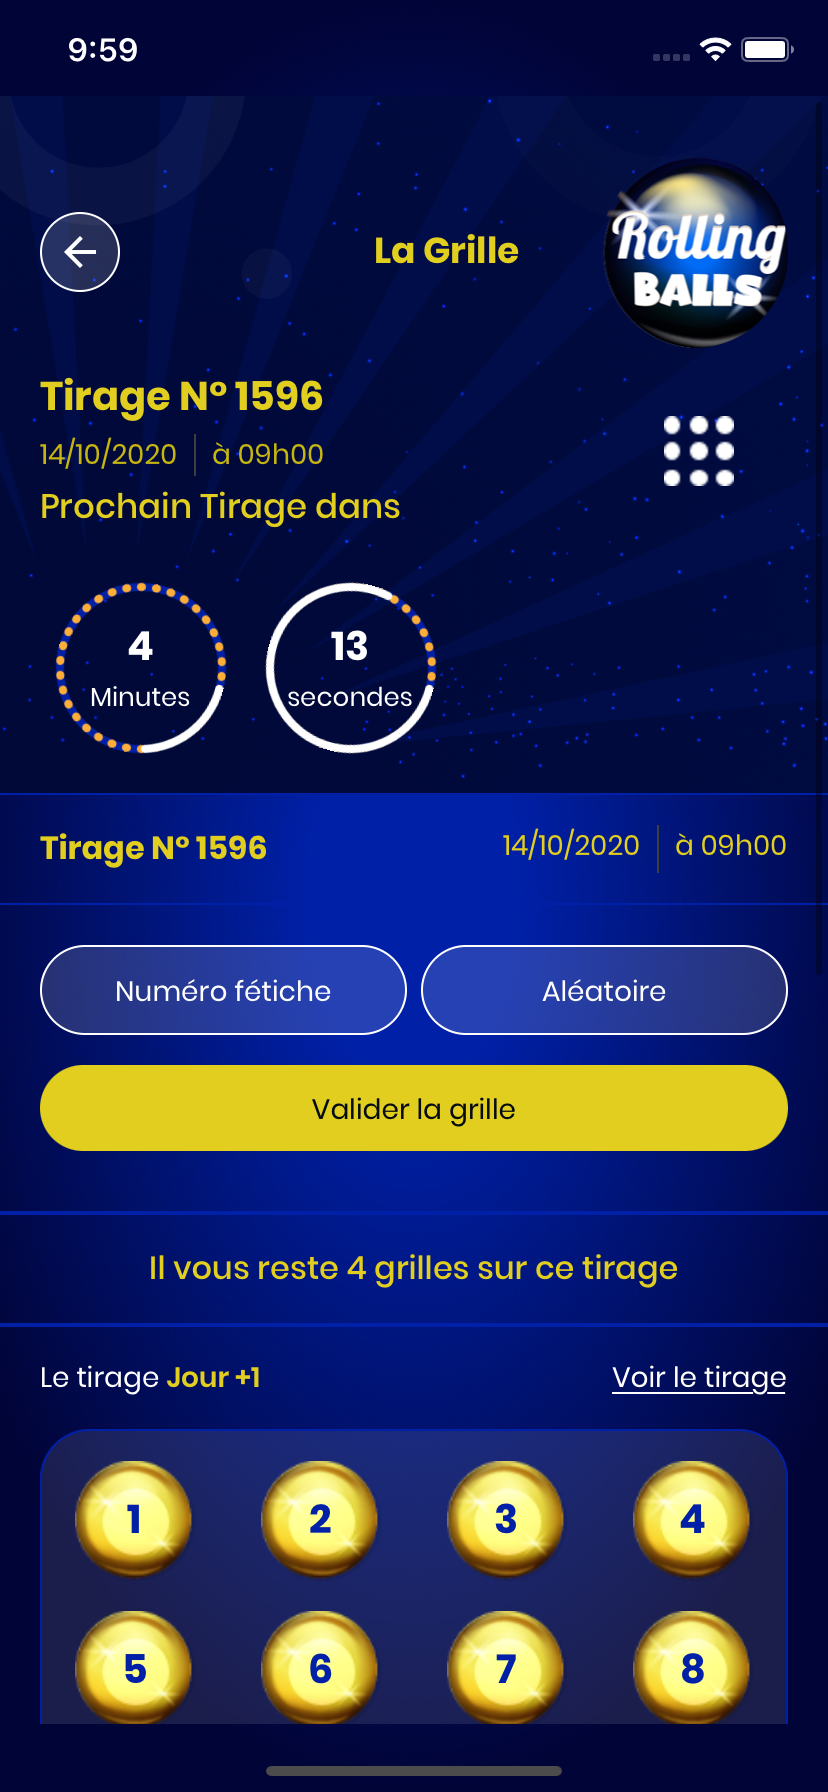 9:59
La Grille
Rolling
BALLS
Tirage N° 1596
14/10/2020 à 09h00
Prochain Tirage dans
4 13
Minutes secondes
Tirage N° 1596 14/10/2020 à 09h00
Numéro fétiche Aléatoire
Valider la grille
Il vous reste 4 grilles sur ce tirage
Le tirage Jour +1 Voir le tirage
1 2 3 4
5 6 7 8